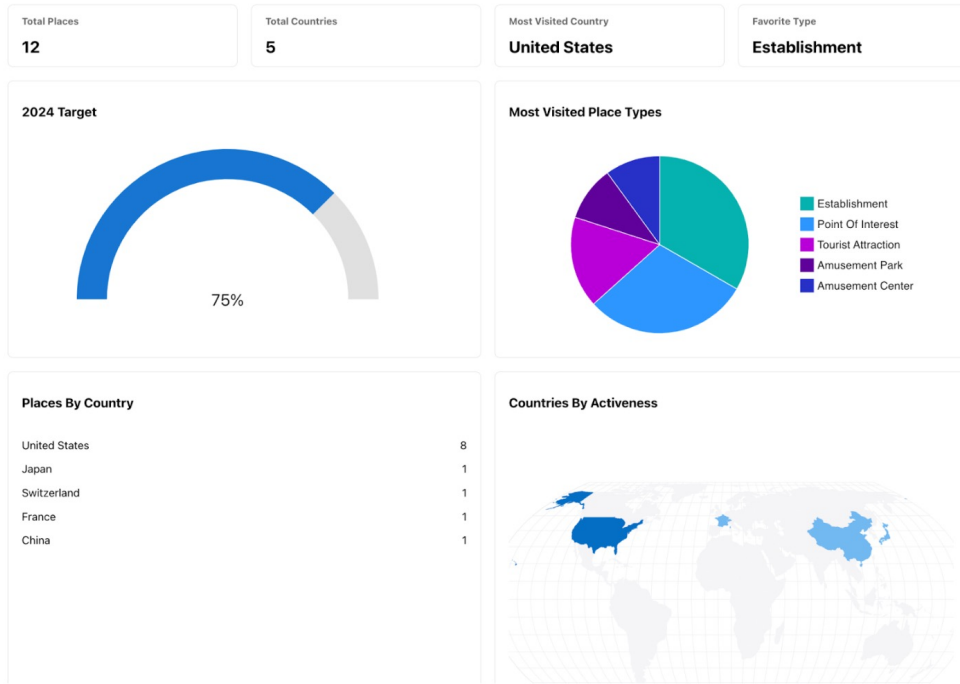 Total Places
12
Total Countries
5
Most Visited Country
United States
Favorite Type
Establishment
2024 Target
75%
Most Visited Place Types
Establishment
Point Of Interest
Tourist Attraction
Amusement Park
Amusement Center
Places By Country
United States 8
Japan 1
Switzerland 1
France 1
China 1
Countries By Activeness